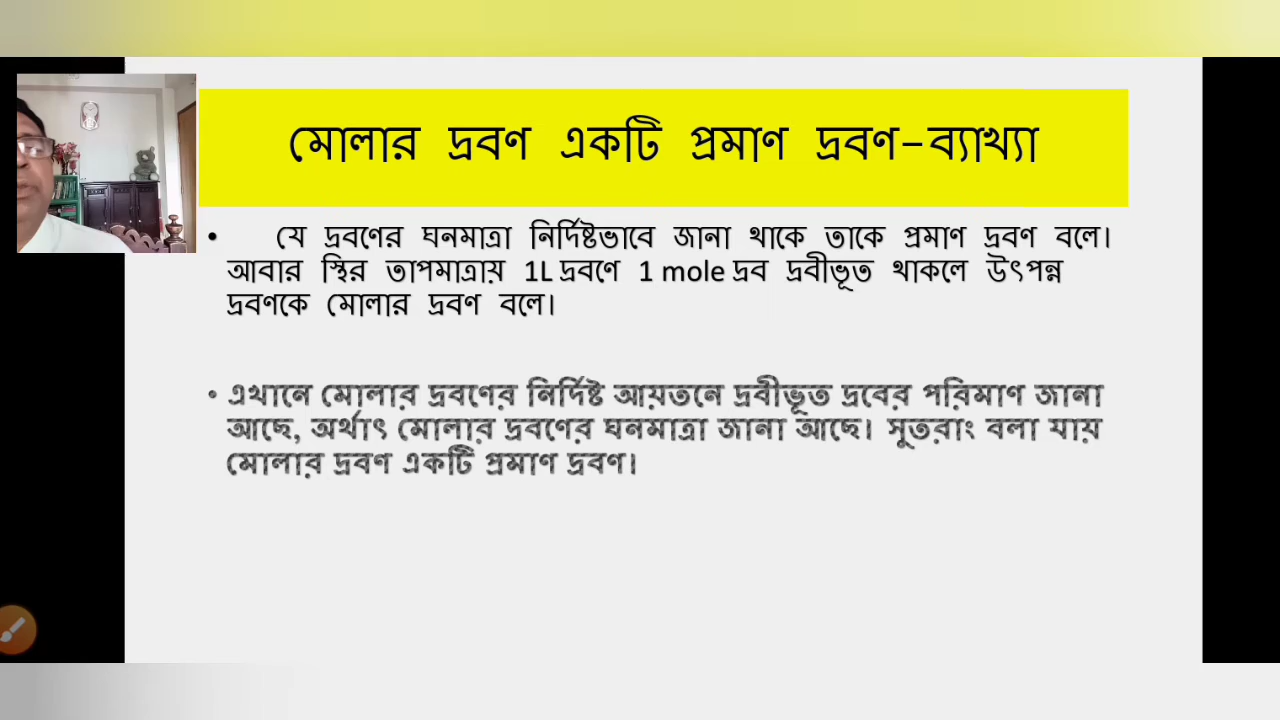 মোলার দ্রবণ একটি প্রমাণ দ্রবণ–ব্যাখ্যা
• যে দ্রবণের ঘনমাত্রা নির্দিষ্টভাবে জানা থাকে তাকে প্রমাণ দ্রবণ বলে।
আবার স্থির তাপমাত্রায় 1L দ্রবণে 1 mole দ্রব দ্রবীভূত থাকলে উৎপন্ন
দ্রবণকে মোলার দ্রবণ বলে।
• এখানে মোলার দ্রবণের নির্দিষ্ট আয়তনে দ্রবীভূত দ্রবের পরিমাণ জানা
আছে, অর্থাৎ মোলার দ্রবণের ঘনমাত্রা জানা আছে। সুতরাং বলা যায়
মোলার দ্রবণ একটি প্রমাণ দ্রবণ।